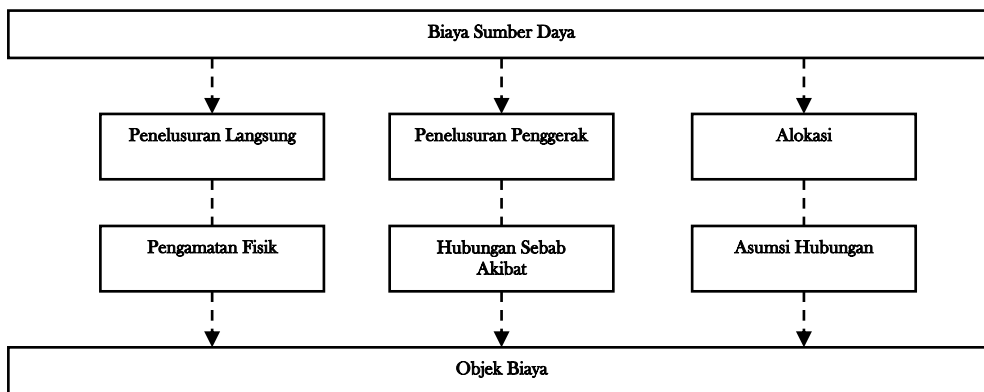 Biaya Sumber Daya
Penelusuran Langsung
Penelusuran Penggerak
Alokasi
Pengamatan Fisik
Hubungan Sebab
Akibat
Asumsi Hubungan
Objek Biaya